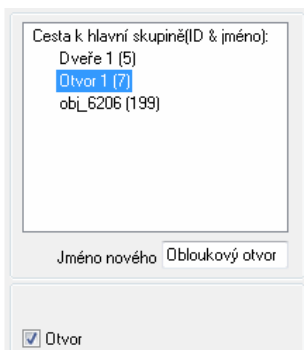 Cesta k hlavní skupině(ID & jméno):
Dveře 1 (5)
Otvor 1 (7)
obj_6206 (199)
Jméno nového Obloukový otvor
Otvor